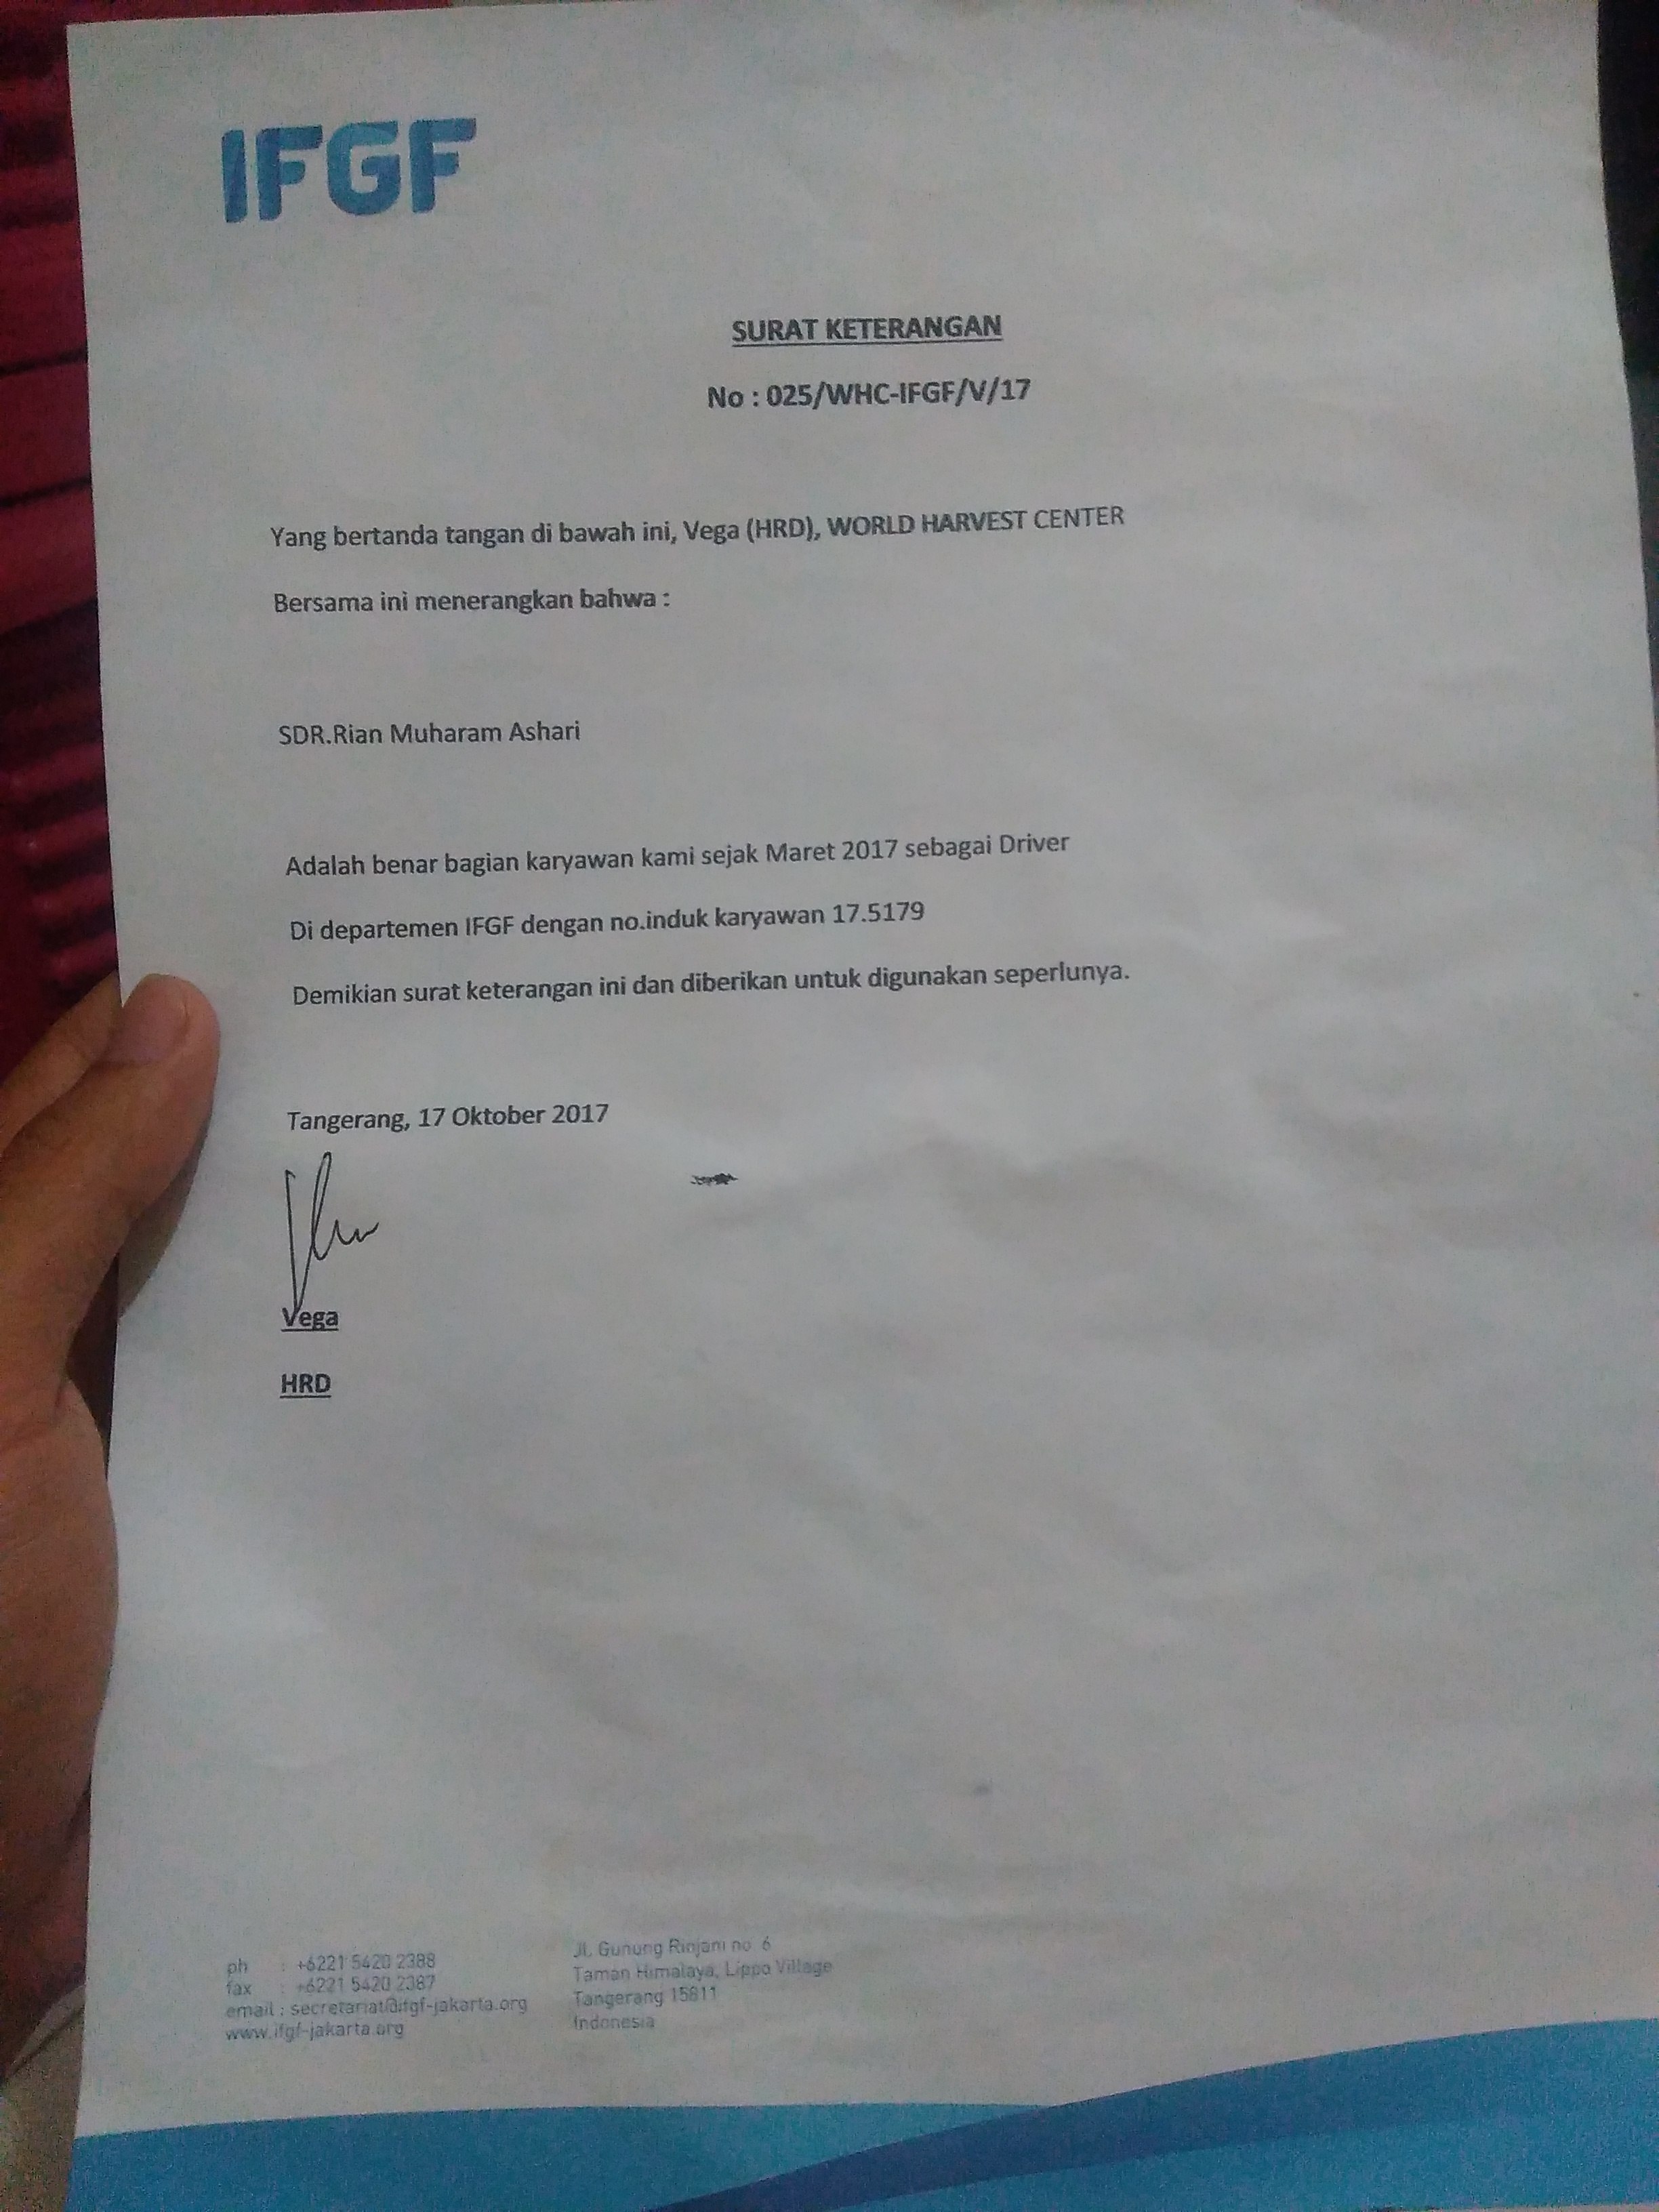 IFGF
SURAT KETERANGAN
No : 025/WHC-IFGF/V/17
Yang bertanda tangan di bawah ini, Vega (HRD), WORLD HARVEST CENTER
Bersama ini menerangkan bahwa :
SDR.Rian Muharam Ashari
Adalah benar bagian karyawan kami sejak Maret 2017 sebagai Driver
Di departemen IFGF dengan no.induk karyawan 17.5179
Demikian surat keterangan ini dan diberikan untuk digunakan seperlunya.
Tangerang, 17 Oktober 2017
Vega
HRD
ph : +6221 5420 2388
fax : +6221 5420 2387
email : secretariat@ifgf-jakarta.org
www.ifgf-jakarta.org
Jl. Gunung Rinjani no. 6
Taman Himalaya, Lippo Village
Tangerang 15811
Indonesia